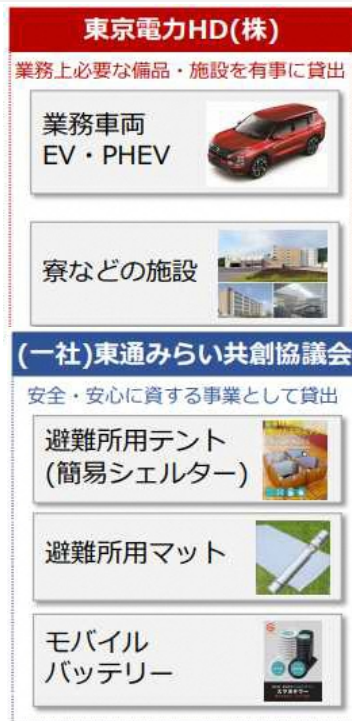 東京電力HD(株)
業務上必要な備品・施設を有事に貸出
業務車両
EV・PHEV
寮などの施設
(一社)東通みらい共創協議会
安全・安心に資する事業として貸出
避難所用テント
(簡易シェルター)
避難所用マット
モバイル
バッテリー